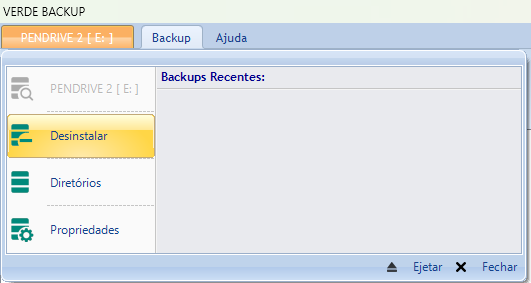 VERDE BACKUP
PENDRIVE 2 [ E: ] Backup Ajuda
PENDRIVE 2 [ E: ]
Desinstalar
Diretórios
Propriedades
Backups Recentes:
Ejetar Fechar